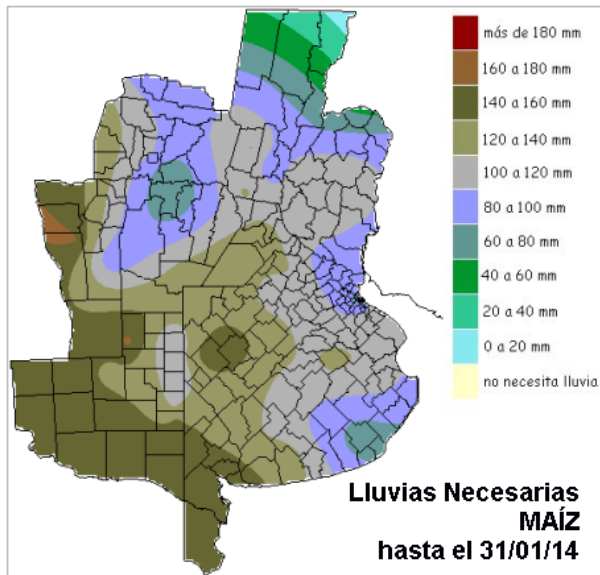 más de 180 mm
160 a 180 mm
140 a 160 mm
120 a 140 mm
100 a 120 mm
80 a 100 mm
60 a 80 mm
40 a 60 mm
20 a 40 mm
0 a 20 mm
no necesita lluvia
Lluvias Necesarias
MAÍZ
hasta el 31/01/14